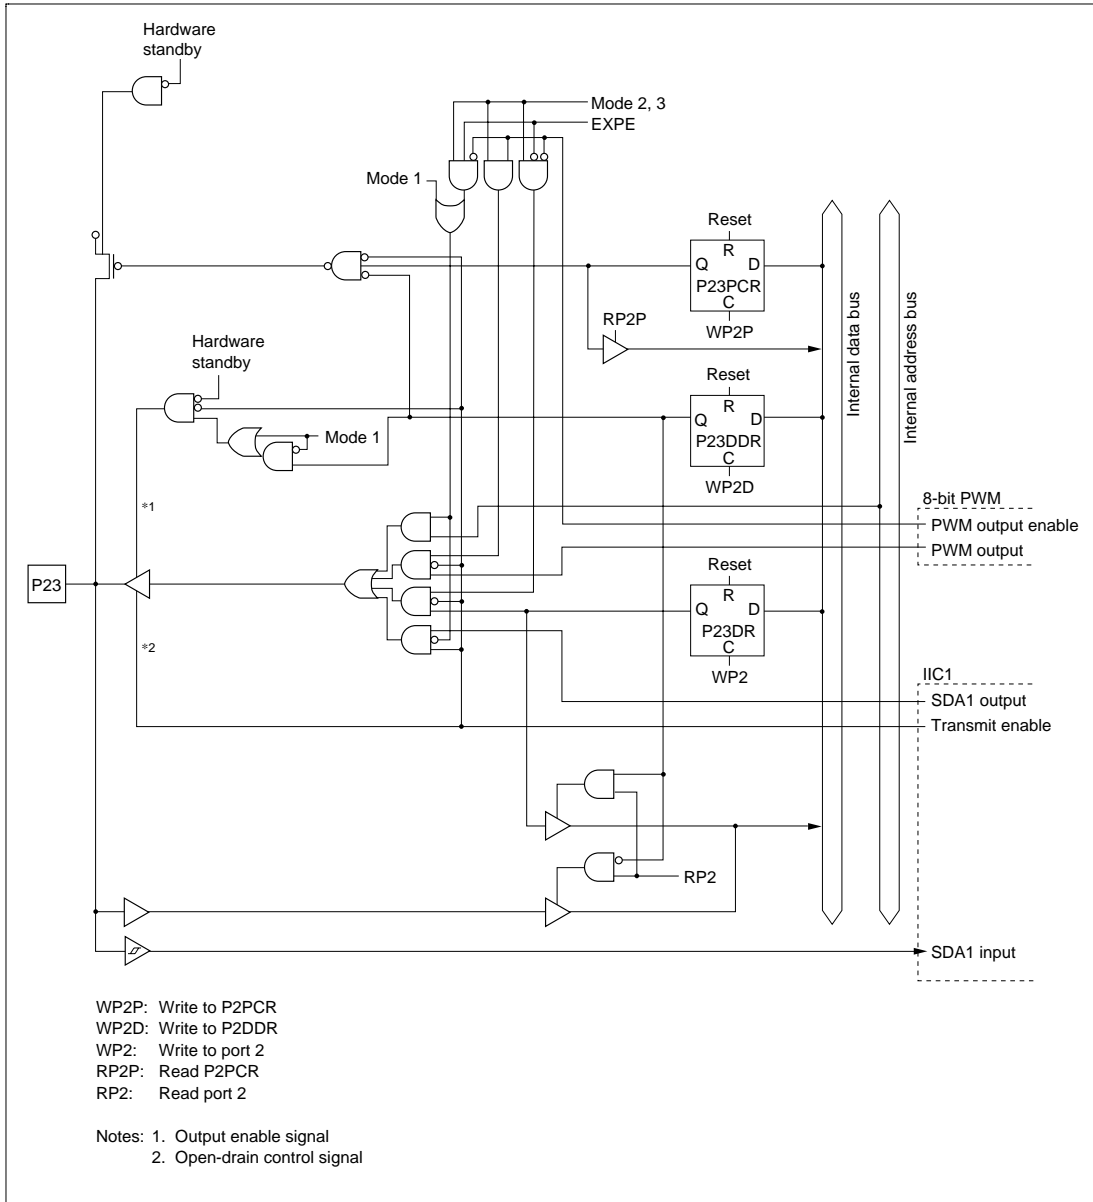 Hardware
standby
Mode 2, 3
EXPE
Mode 1
Reset
R
Q D
P23PCR
C
WP2P
RP2P
Internal data bus
Internal address bus
Hardware
standby
Reset
R
Q D
P23DDR
C
WP2D
Mode 1
*1
8-bit PWM
PWM output enable
PWM output
P23
Reset
R
Q D
P23DR
C
WP2
*2
IIC1
SDA1 output
Transmit enable
RP2
SDA1 input
WP2P: Write to P2PCR
WP2D: Write to P2DDR
WP2: Write to port 2
RP2P: Read P2PCR
RP2: Read port 2
Notes: 1. Output enable signal
2. Open-drain control signal